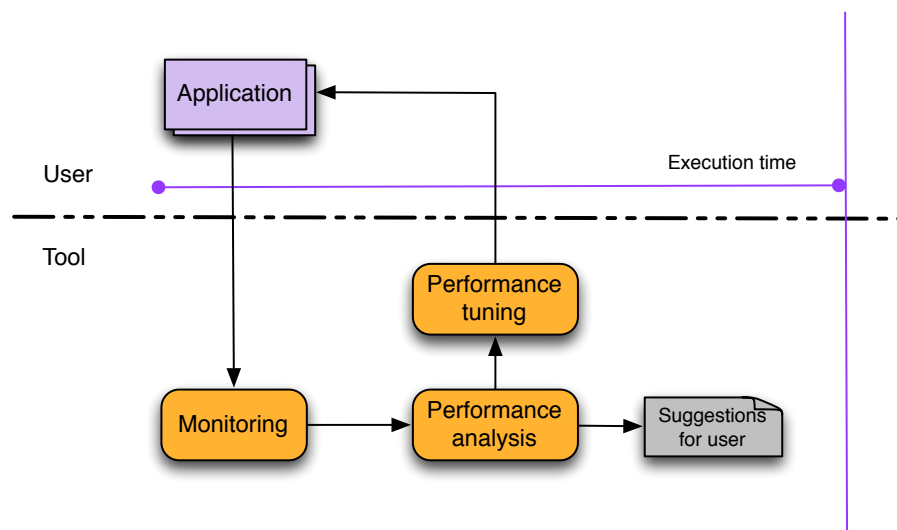 Application
Execution time
User
Tool
Performance
tuning
Monitoring
Performance
analysis
Suggestions
for user